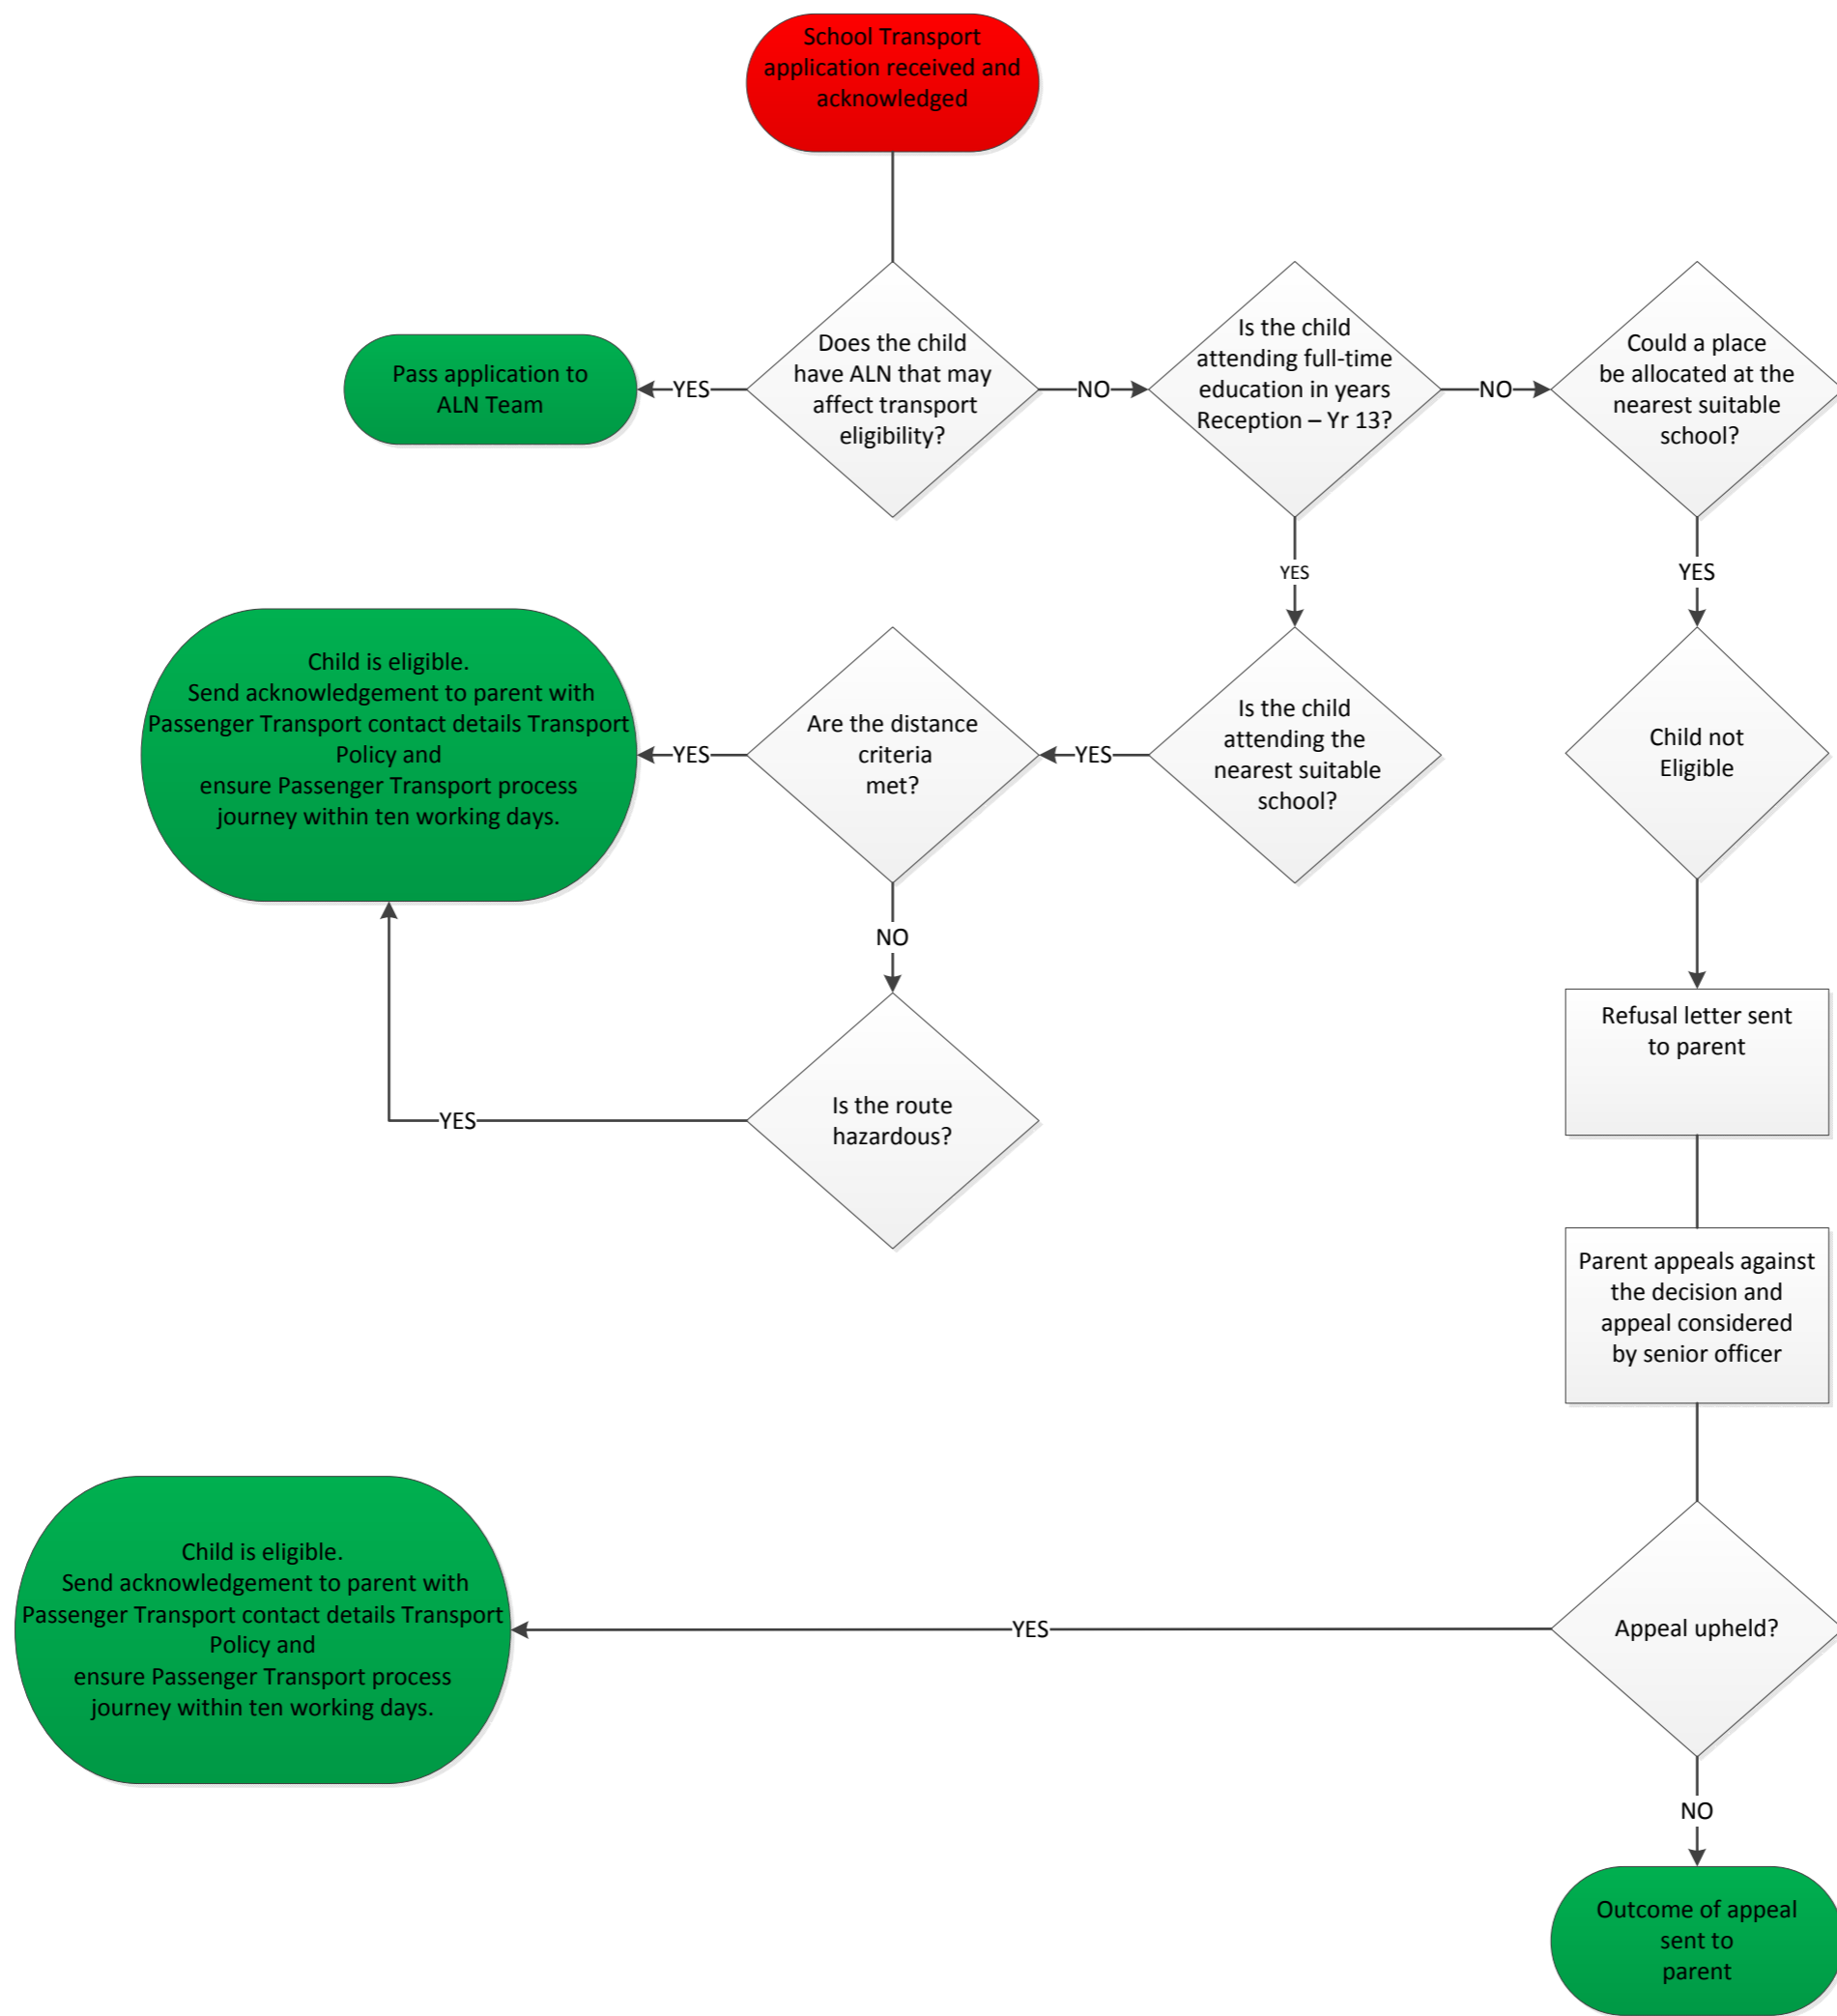 School Transport
application received and
acknowledged
Does the child
have ALN that may
affect transport
eligibility?
YES
Pass application to
ALN Team
NO
Is the child
attending full-time
education in years
Reception – Yr 13?
NO
Could a place
be allocated at the
nearest suitable
school?
YES
YES
Child is eligible.
Send acknowledgement to parent with
Passenger Transport contact details Transport
Policy and
ensure Passenger Transport process
journey within ten working days.
YES
Are the distance
criteria
met?
YES
Is the child
attending the
nearest suitable
school?
Child not
Eligible
NO
Is the route
hazardous?
YES
Refusal letter sent
to parent
Parent appeals against
the decision and
appeal considered
by senior officer
Child is eligible.
Send acknowledgement to parent with
Passenger Transport contact details Transport
Policy and
ensure Passenger Transport process
journey within ten working days.
YES
Appeal upheld?
NO
Outcome of appeal
sent to
parent